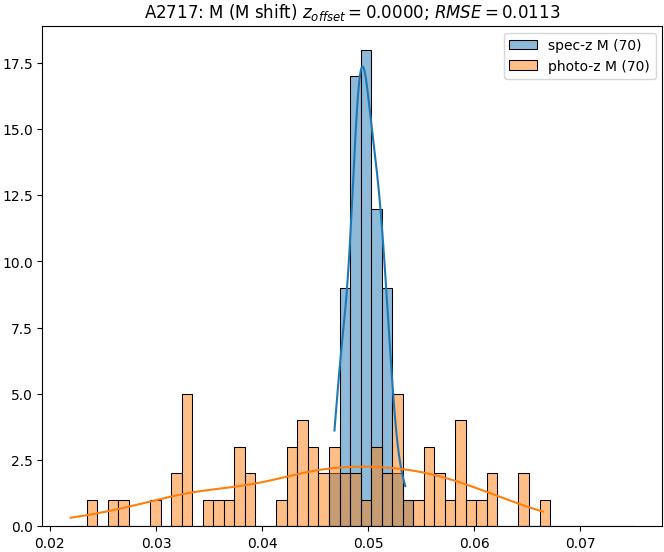 A2717: M (M shift) z_offset = 0.0000; RMSE = 0.0113
spec-z M (70)
photo-z M (70)
17.5
15.0
12.5
10.0
7.5
5.0
2.5
0.0
0.02 0.03 0.04 0.05 0.06 0.07